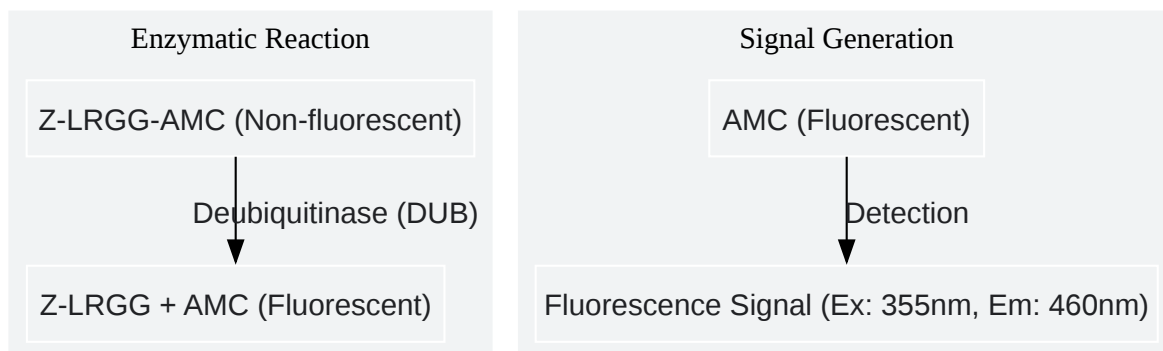 Enzymatic Reaction
Z-LRGG-AMC (Non-fluorescent)
Deubiquitinase (DUB)
Z-LRGG + AMC (Fluorescent)
Signal Generation
AMC (Fluorescent)
Detection
Fluorescence Signal (Ex: 355nm, Em: 460nm)